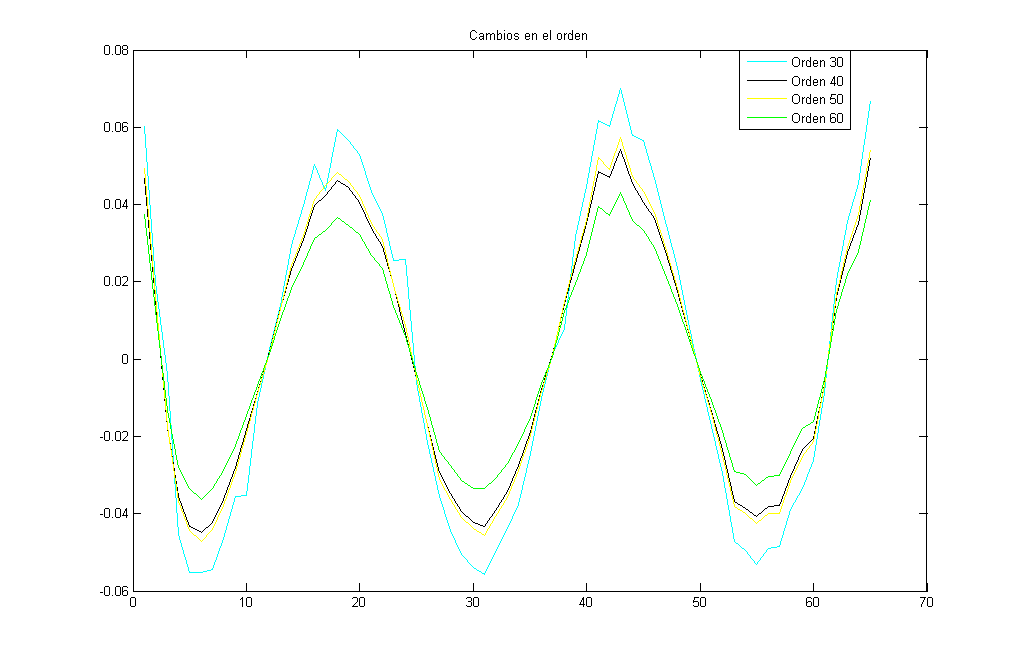 Cambios en el orden
0.08
0.06
0.04
0.02
0
-0.02
-0.04
-0.06
0 10 20 30 40 50 60 70
Orden 30
Orden 40
Orden 50
Orden 60